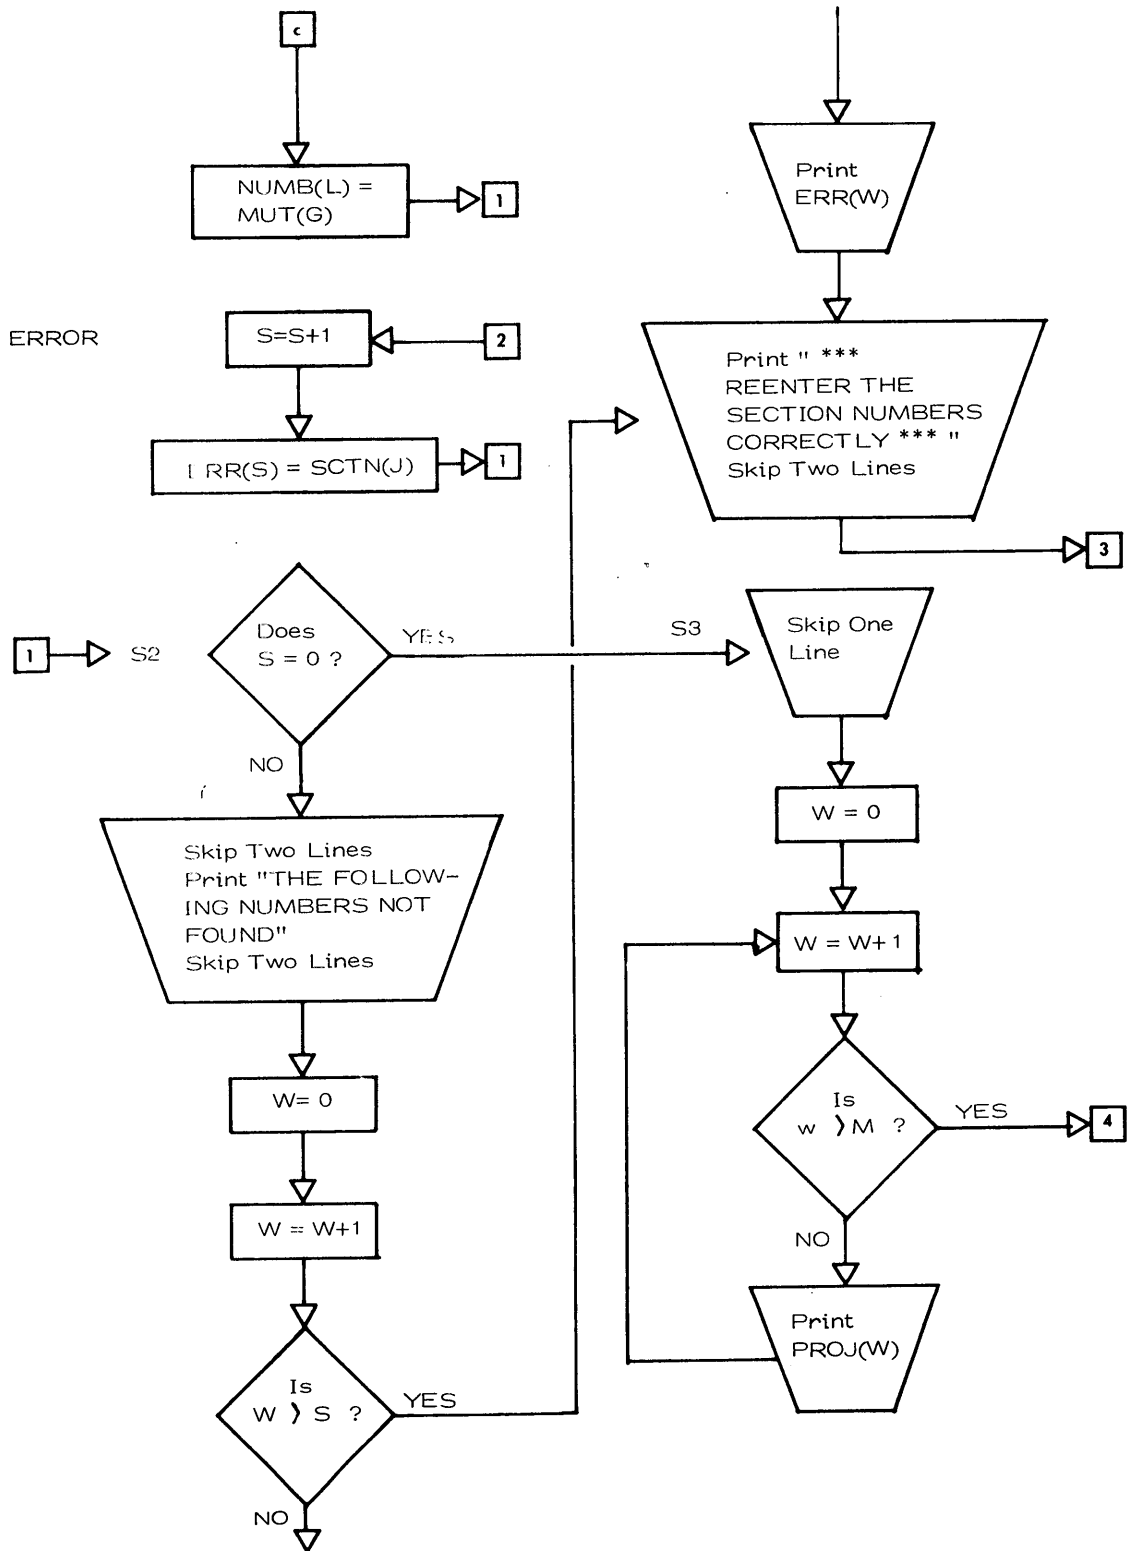 c
NUMB(L) =
MUT(G)
1
ERROR
S=S+1
2
RR(S) = SCTN(J)
1
1
S2
Does
S = 0 ?
YES
NO
Skip Two Lines
Print "THE FOLLOW-
ING NUMBERS NOT
FOUND"
Skip Two Lines
W= 0
W = W+1
Is
W > S ?
YES
NO
Print
ERR(W)
Print " ***
REENTER THE
SECTION NUMBERS
CORRECTLY *** "
Skip Two Lines
3
S3
Skip One
Line
W = 0
W = W+1
Is
w > M ?
YES
4
NO
Print
PROJ(W)